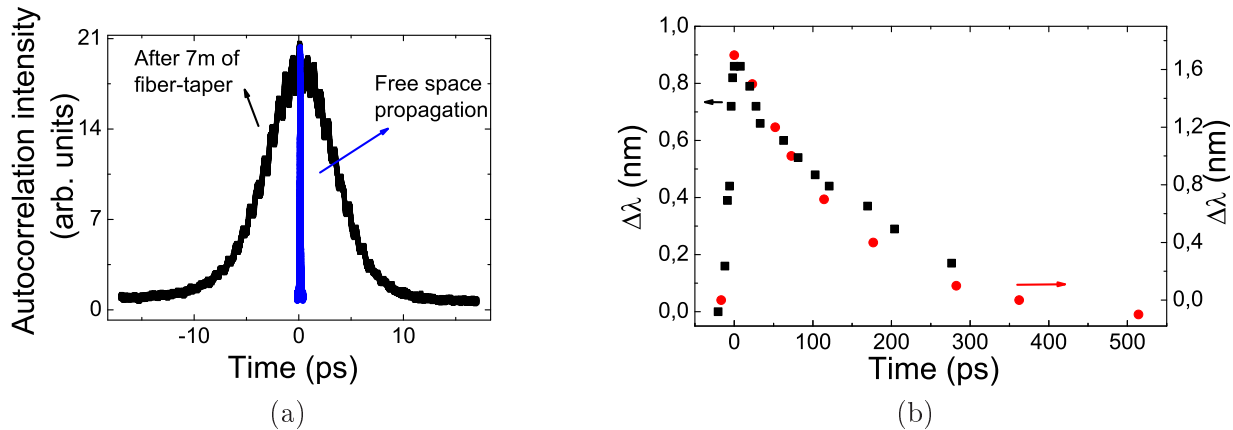 Autocorrelation intensity
(arb. units)
21
14
7
0
After 7m of
fiber-taper
Free space
propagation
-10
0
10
Time (ps)
(a)
Δλ (nm)
1,0
0,8
0,6
0,4
0,2
0,0
1,6
1,2
0,8
0,4
0,0
Δλ (nm)
0
100
200
300
400
500
Time (ps)
(b)